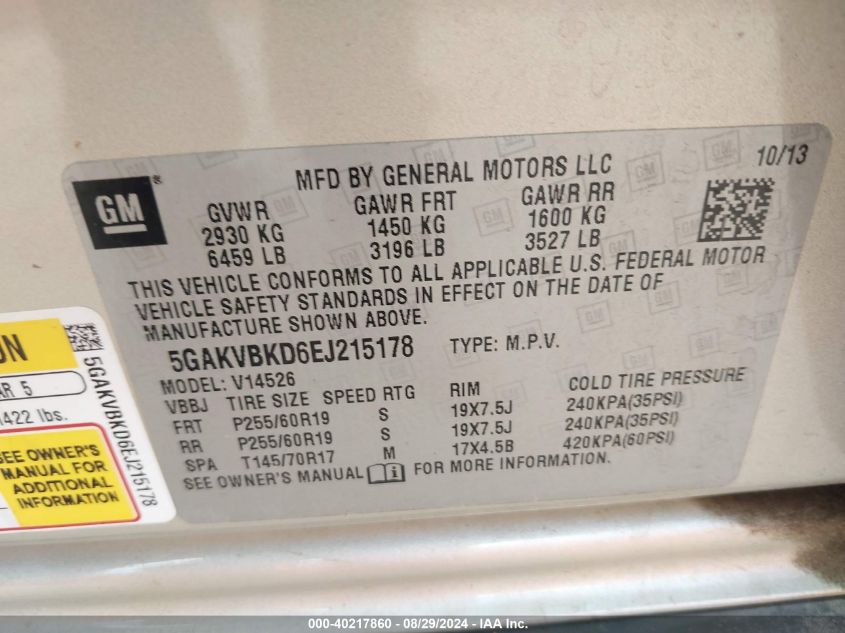 GM ®
MFD BY GENERAL MOTORS LLC
10/13
GVWR GAWR FRT GAWR RR
2930 KG 1450 KG 1600 KG
6459 LB 3196 LB 3527 LB
THIS VEHICLE CONFORMS TO ALL APPLICABLE U.S. FEDERAL MOTOR
VEHICLE SAFETY STANDARDS IN EFFECT ON THE DATE OF
MANUFACTURE SHOWN ABOVE.
5GAKVBKD6EJ215178 TYPE: M.P.V.
MODEL: V14526
VBBJ TIRE SIZE SPEED RTG RIM COLD TIRE PRESSURE
FRT P255/60R19 S 19X7.5J 240KPA(35PSI)
RR P255/60R19 S 19X7.5J 240KPA(35PSI)
SPA T145/70R17 M 17X4.5B 420KPA(60PSI)
SEE OWNER'S MANUAL FOR MORE INFORMATION.
ON
AR 5
1422 lbs.
SEE OWNER'S
MANUAL FOR
ADDITIONAL
INFORMATION
5GAKVBKD6EJ215178
000-40217860 - 08/29/2024 - IAA Inc.